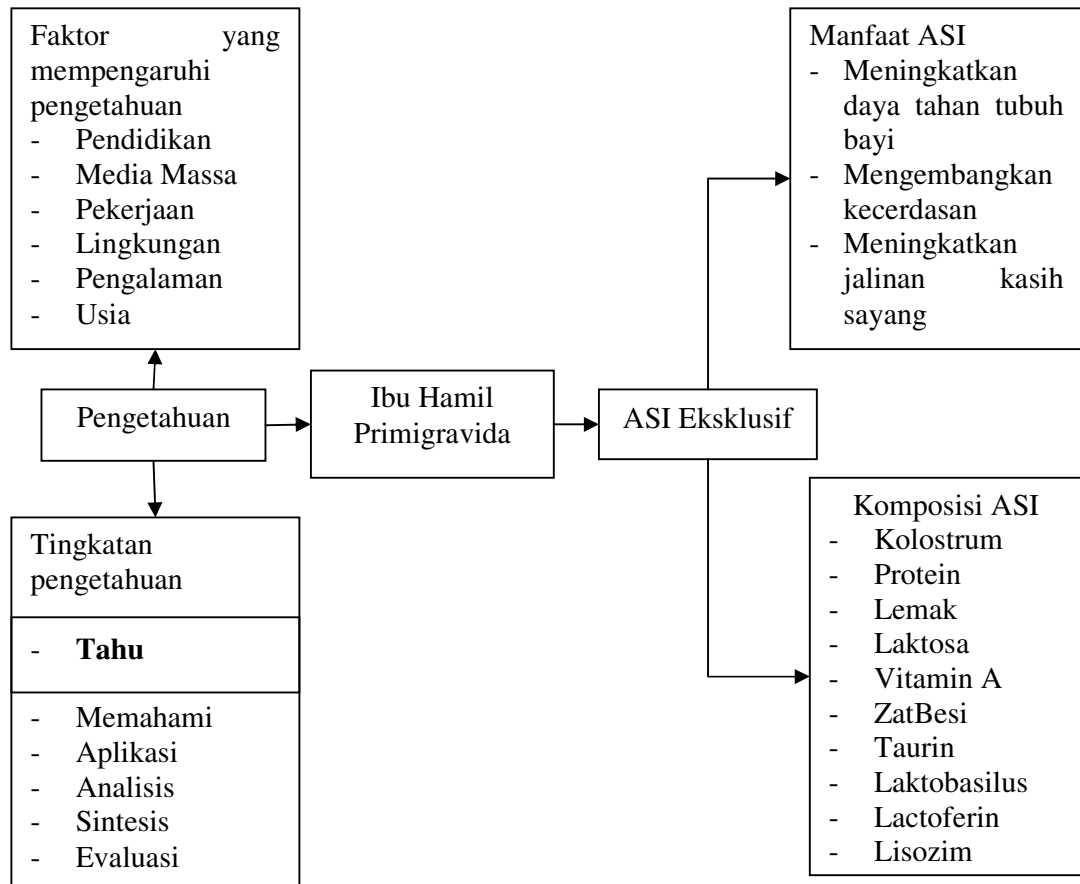 Faktor yang
mempengaruhi
pengetahuan
- Pendidikan
- Media Massa
- Pekerjaan
- Lingkungan
- Pengalaman
- Usia
Manfaat ASI
- Meningkatkan
daya tahan tubuh
bayi
- Mengembangkan
kecerdasan
- Meningkatkan
jalinan kasih
sayang
Pengetahuan
Ibu Hamil
Primigravida
ASI Eksklusif
Tingkatan
pengetahuan
- Tahu
- Memahami
- Aplikasi
- Analisis
- Sintesis
- Evaluasi
Komposisi ASI
- Kolostrum
- Protein
- Lemak
- Laktosa
- Vitamin A
- ZatBesi
- Taurin
- Laktobasilus
- Lactoferin
- Lisozim